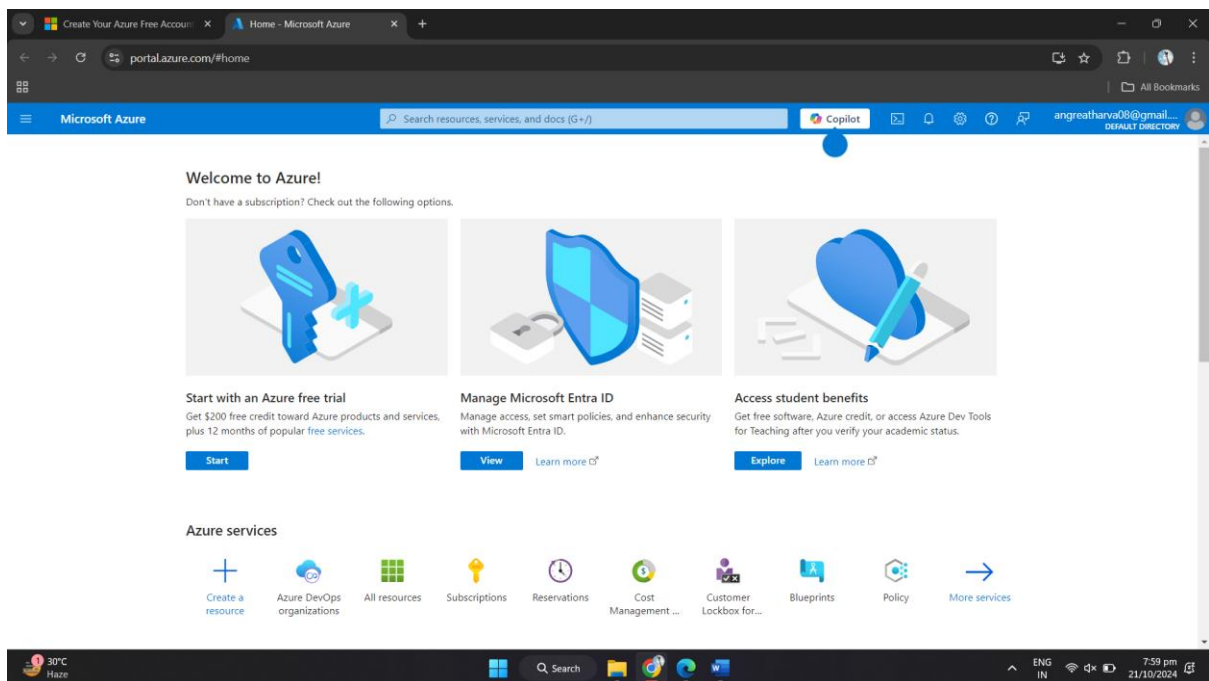 Create Your Azure Free Accoun
Home - Microsoft Azure
portal.azure.com/#home
All Bookmarks
Microsoft Azure
Search resources, services, and docs (G+/)
Copilot
angreatharva08@gmail....
DEFAULT DIRECTORY
Welcome to Azure!
Don't have a subscription? Check out the following options.
Start with an Azure free trial
Get $200 free credit toward Azure products and services,
plus 12 months of popular free services.
Start
Manage Microsoft Entra ID
Manage access, set smart policies, and enhance security
with Microsoft Entra ID.
View
Learn more
Access student benefits
Get free software, Azure credit, or access Azure Dev Tools
for Teaching after you verify your academic status.
Explore
Learn more
Azure services
Create a
resource
Azure DevOps
organizations
All resources
Subscriptions
Reservations
Cost
Management ...
Customer
Lockbox for...
Blueprints
Policy
More services
1
30°C
Haze
Search
ENG
IN
7:59 pm
21/10/2024